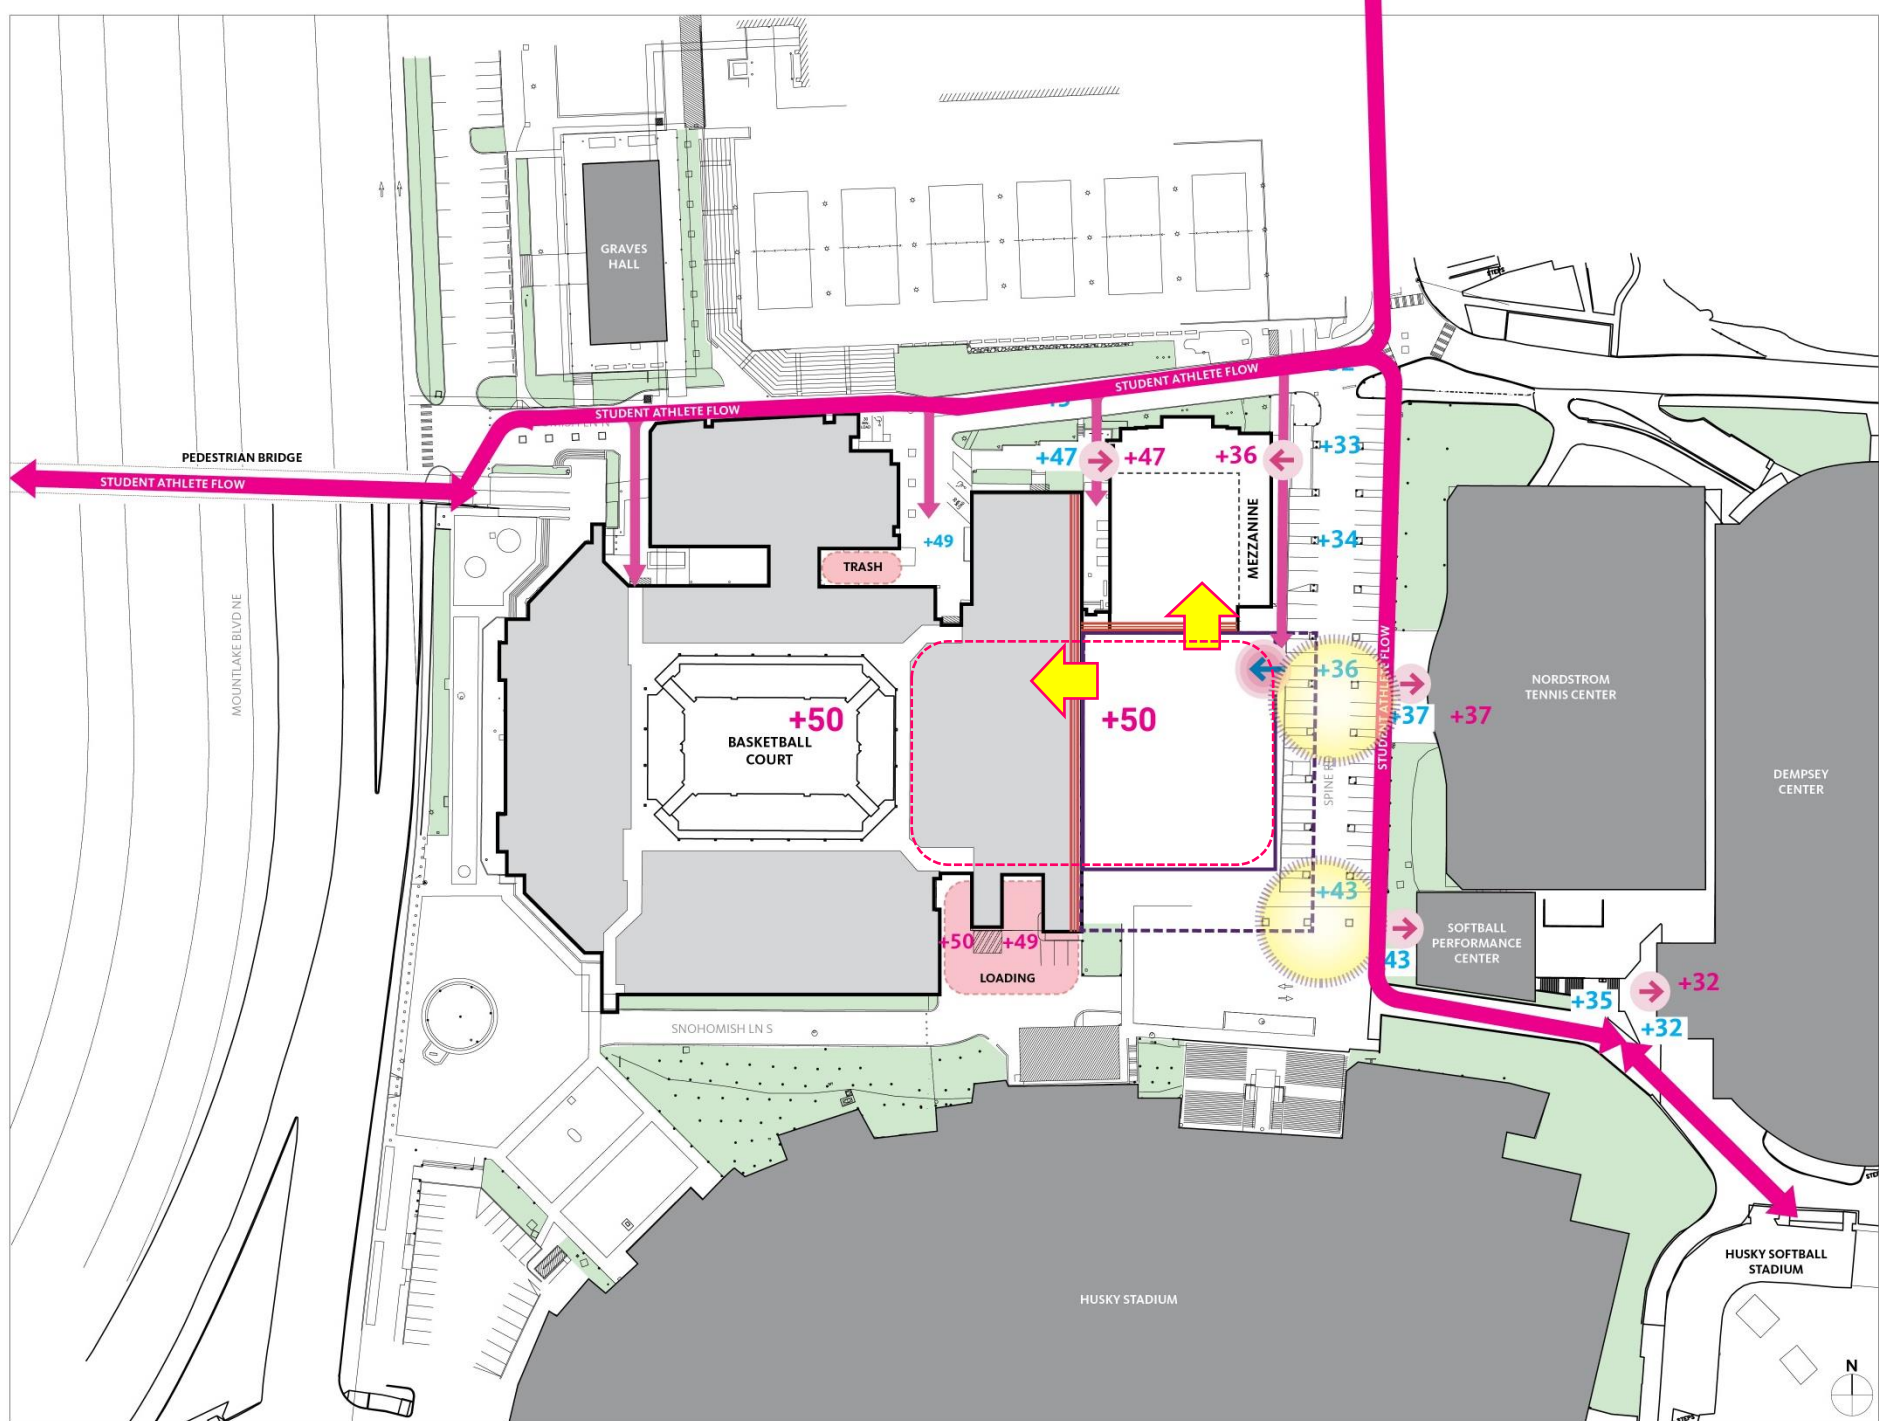 GRAVES
HALL
STUDENT ATHLETE FLOW
STUDENT ATHLETE FLOW
PEDESTRIAN BRIDGE
STUDENT ATHLETE FLOW
+33
+47
+47
+36
+34
+49
TRASH
MEZZANINE
MOUNTLAKE BLVD NE
+36
STUDENT ATHLETE FLOW
NORDSTROM
TENNIS CENTER
+37
+37
+50
+50
BASKETBALL
COURT
SPINE
DEMPSEY
CENTER
+43
+50
+49
LOADING
43
SOFTBALL
PERFORMANCE
CENTER
+32
+35
+32
SNOHOMISH LN S
HUSKY SOFTBALL
STADIUM
HUSKY STADIUM
N